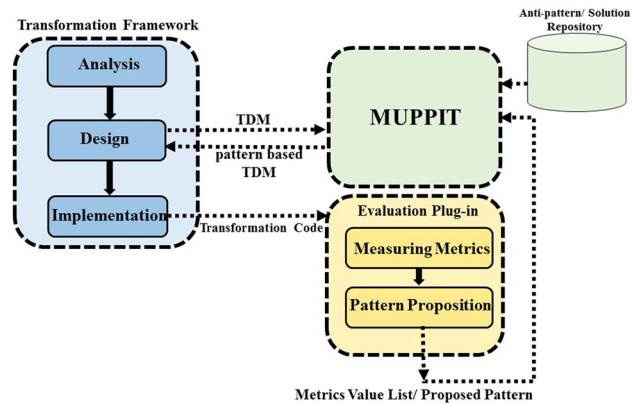 Transformation Framework
Anti-pattern/ Solution
Repository
Analysis
Design
Implementation
TDM
pattern based
TDM
Transformation Code
MUPPIT
Evaluation Plug-in
Measuring Metrics
Pattern Proposition
Metrics Value List/ Proposed Pattern